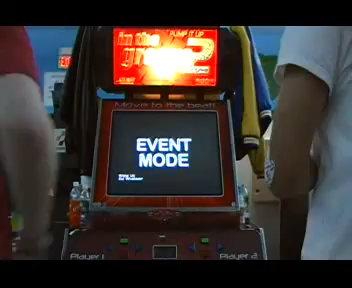 PUMP IT UP
in the
groove
2
Move to the beat!
EVENT
MODE
Player 1
Player 2